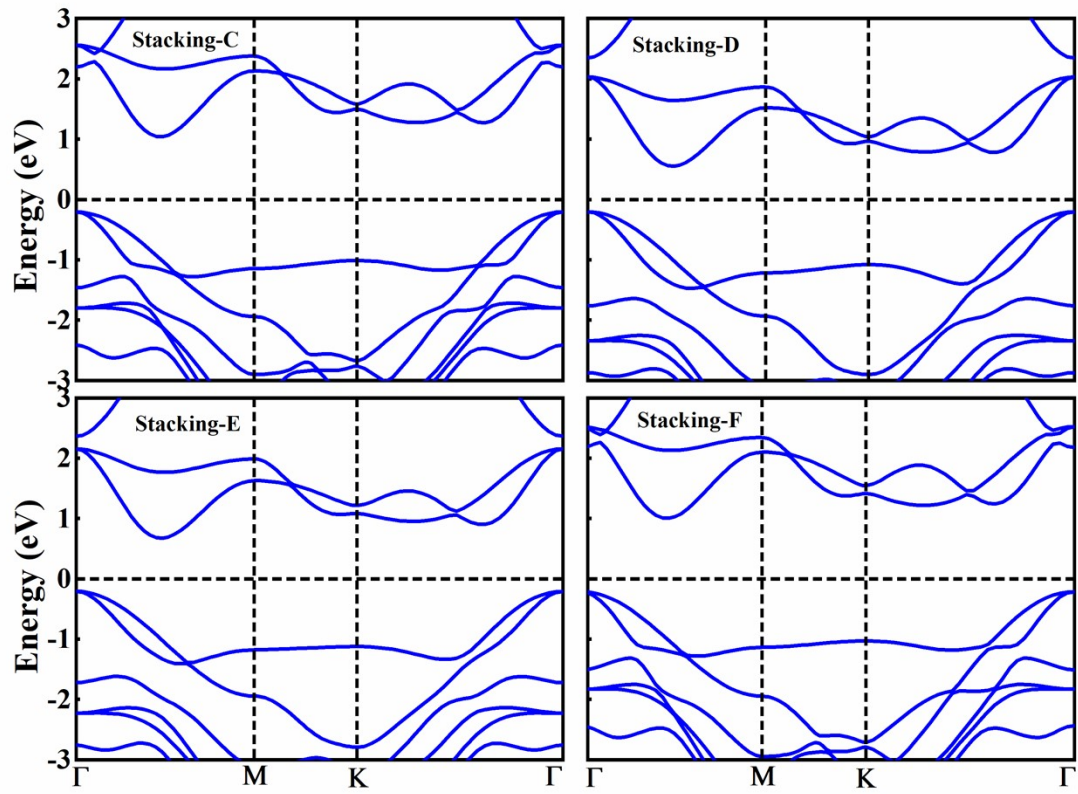 3
Stacking-C
Stacking-D
2
1
0
-1
-2
-3
Energy (eV)
3
Stacking-E
Stacking-F
2
1
0
-1
-2
-3
Energy (eV)
Γ M K Γ Γ M K Γ